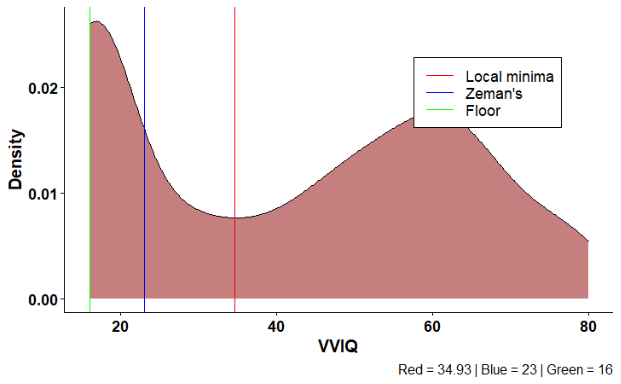 Local minima
Zeman's
Floor
0.02
0.01
0.00
Density
20
40
60
80
VVIQ
Red = 34.93 | Blue = 23 | Green = 16